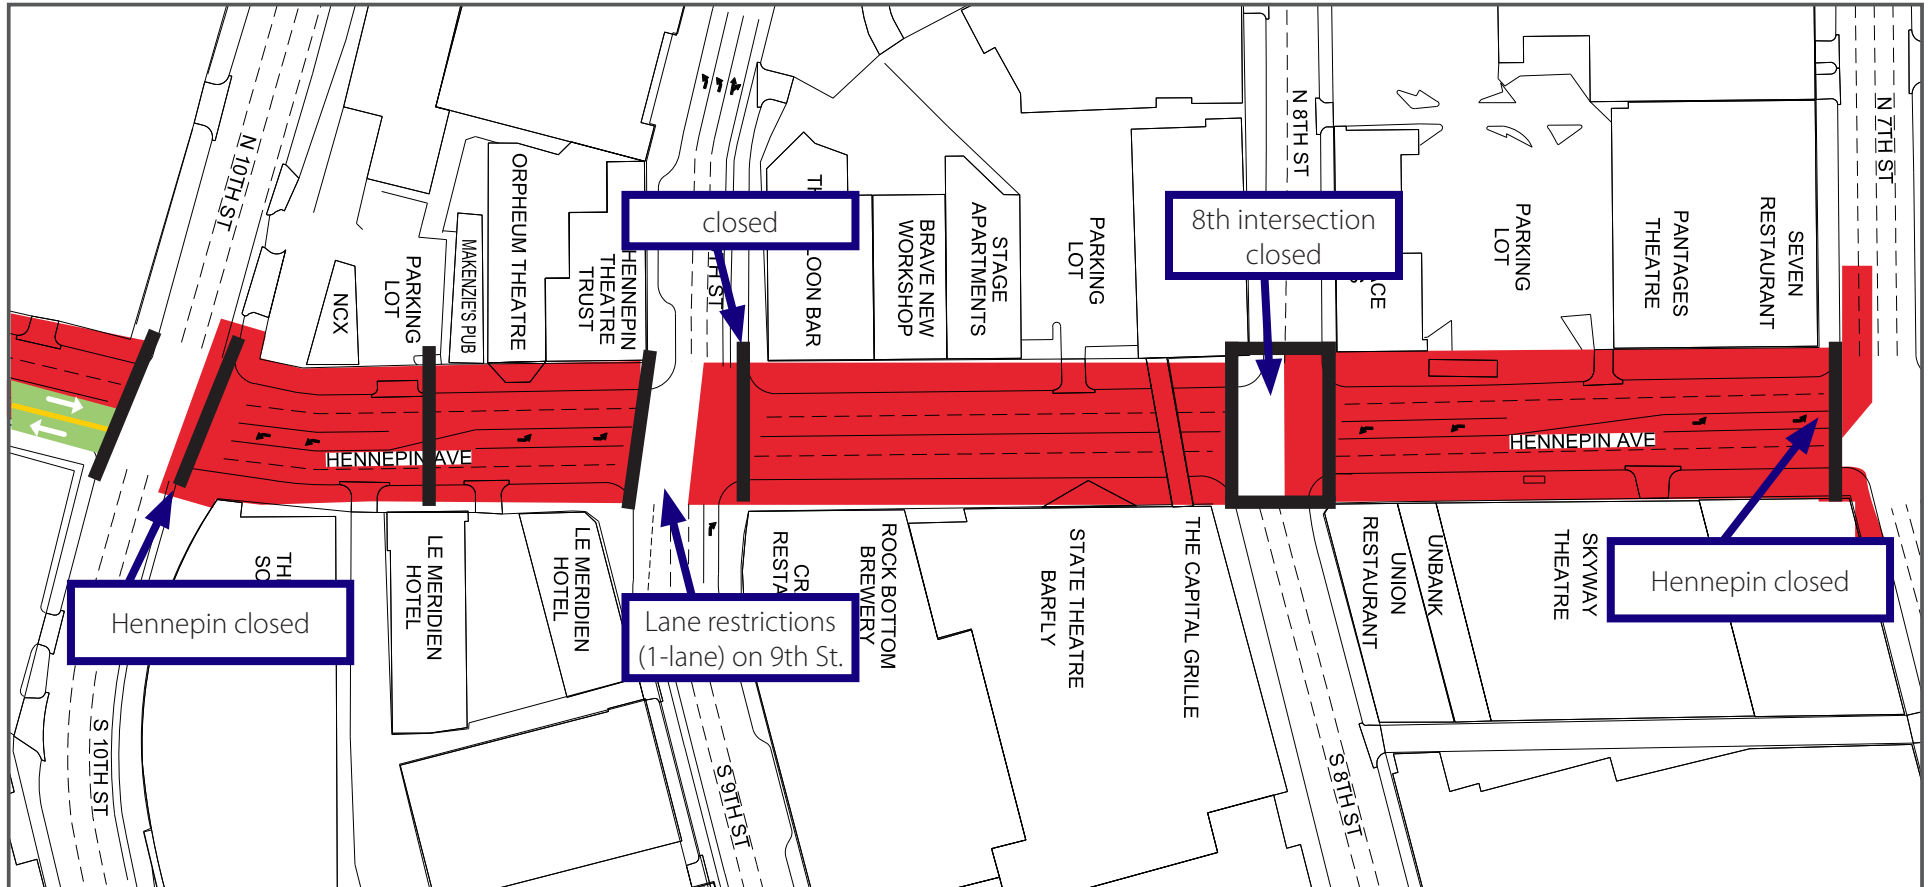 N 10TH ST
N 8TH ST
N 7TH ST
NCX
PARKING
LOT
MAKENZIE'S PUB
ORPHEUM THEATRE
HENNEPIN
THEATRE
TRUST
closed
TH ST
LOON BAR
BRAVE NEW
WORKSHOP
STAGE
APARTMENTS
PARKING
LOT
8th intersection
closed
PARKING
LOT
PANTAGES
THEATRE
SEVEN
RESTAURANT
HENNEPIN AVE
HENNEPIN AVE
Hennepin closed
LE MERIDIEN
HOTEL
LE MERIDIEN
HOTEL
Lane restrictions
(1-lane) on 9th St.
ROCK BOTTOM
BREWERY
STATE THEATRE
BARFLY
THE CAPITAL GRILLE
UNION
RESTAURANT
UNBANK
SKYWAY
THEATRE
Hennepin closed
S 10TH ST
S 9TH ST
S 8TH ST